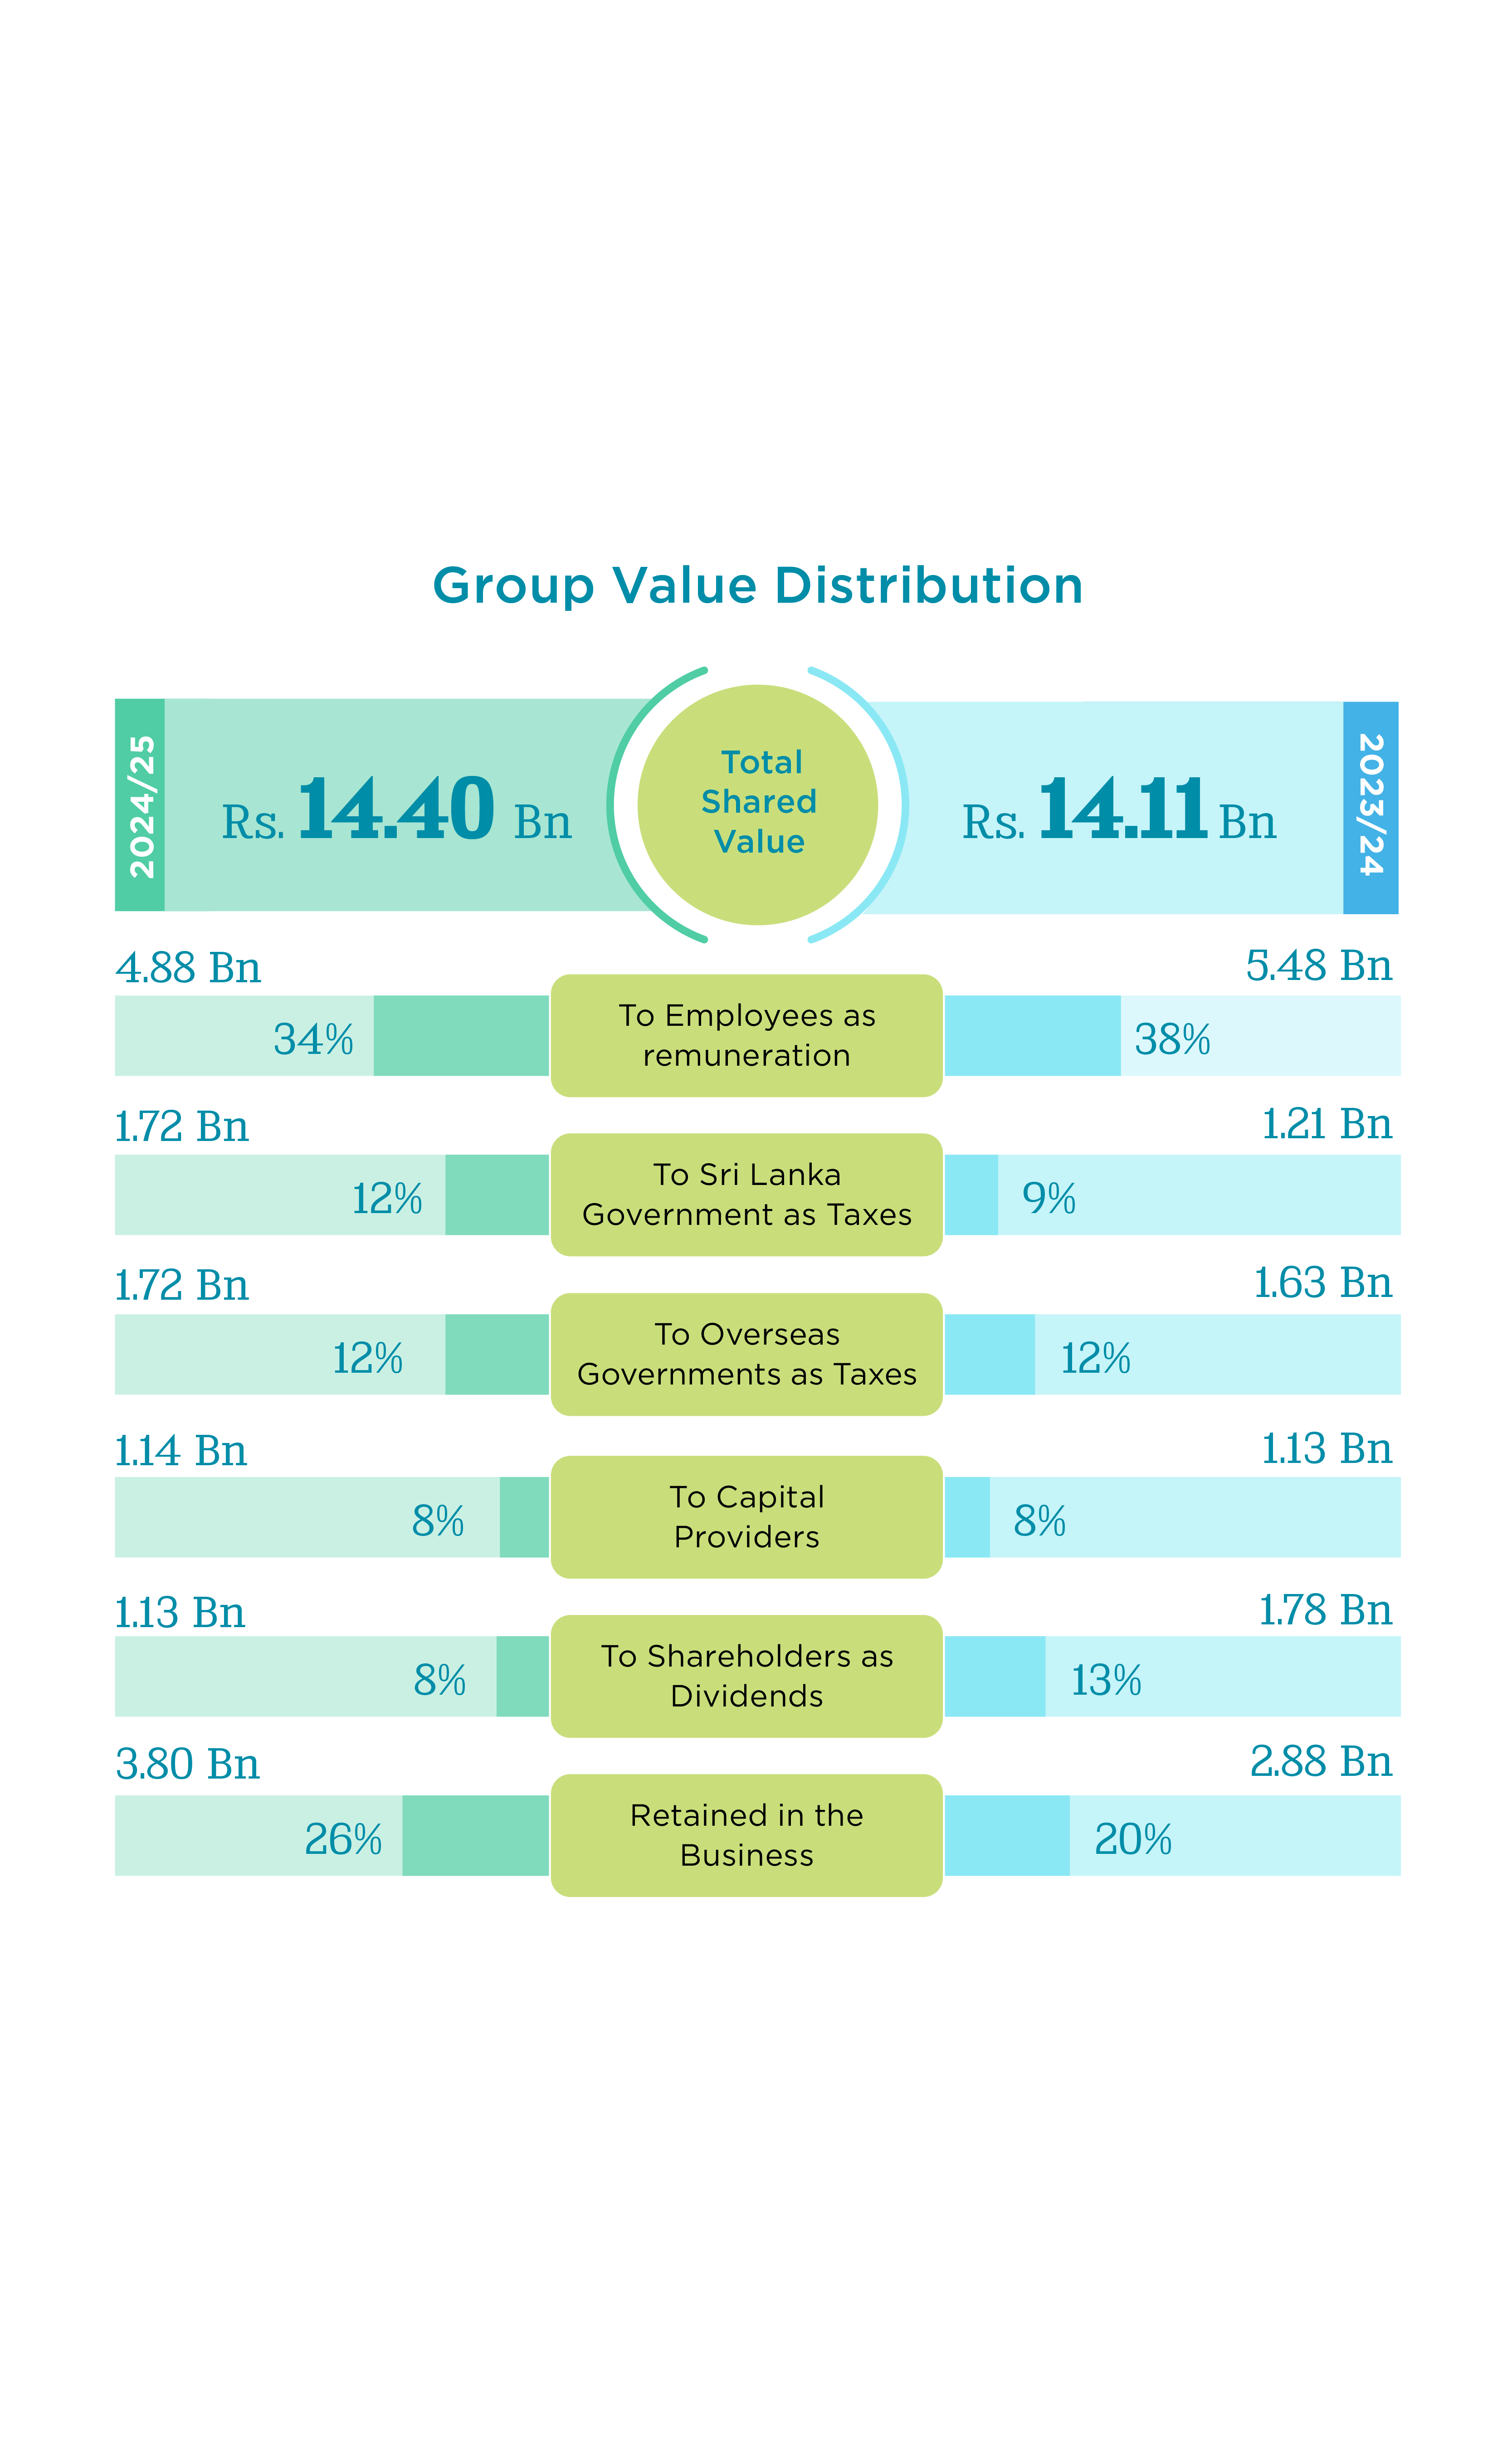 Group Value Distribution
2024/25
Rs. 14.40 Bn
Total
Shared
Value
Rs. 14.11 Bn
2023/24
4.88 Bn
34%
To Employees as
remuneration
5.48 Bn
38%
1.72 Bn
12%
To Sri Lanka
Government as Taxes
1.21 Bn
9%
1.72 Bn
12%
To Overseas
Governments as Taxes
1.63 Bn
12%
1.14 Bn
8%
To Capital
Providers
1.13 Bn
8%
1.13 Bn
8%
To Shareholders as
Dividends
1.78 Bn
13%
3.80 Bn
26%
Retained in the
Business
2.88 Bn
20%